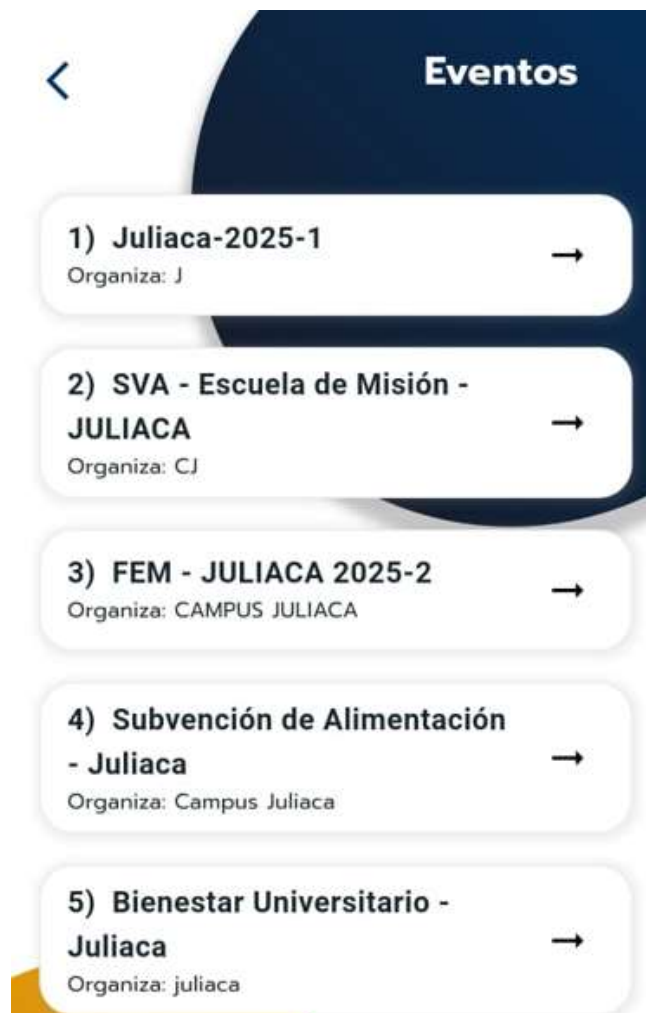 Eventos
1) Juliaca-2025-1
Organiza: J
2) SVA - Escuela de Misión -
JULIACA
Organiza: CJ
3) FEM - JULIACA 2025-2
Organiza: CAMPUS JULIACA
4) Subvención de Alimentación
- Juliaca
Organiza: Campus Juliaca
5) Bienestar Universitario -
Juliaca
Organiza: juliaca